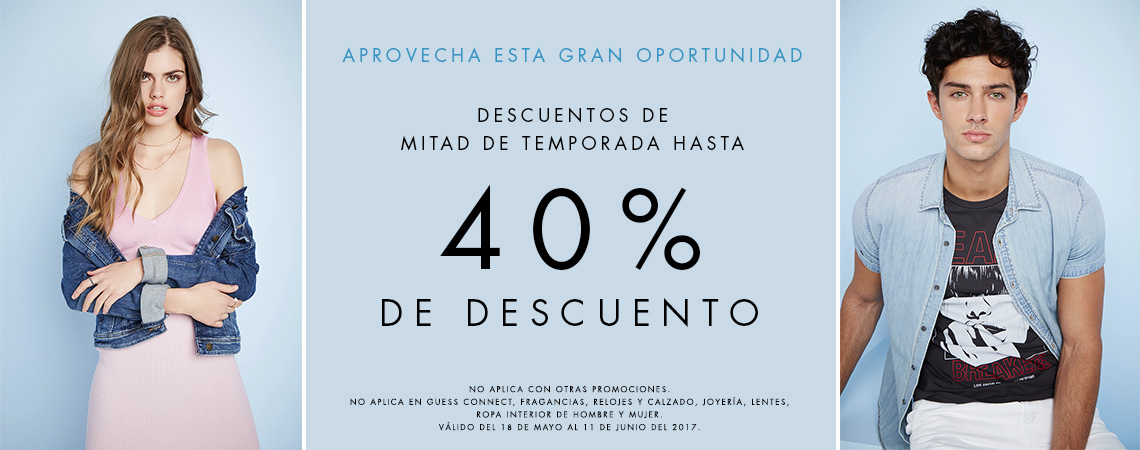 APROVECHA ESTA GRAN OPORTUNIDAD
DESCUENTOS DE
MITAD DE TEMPORADA HASTA
40%
DE DESCUENTO
NO APLICA CON OTRAS PROMOCIONES.
NO APLICA EN GUESS CONNECT, FRAGANCIAS, RELOJES Y CALZADO, JOYERÍA, LENTES,
ROPA INTERIOR DE HOMBRE Y MUJER.
VÁLIDO DEL 18 DE MAYO AL 11 DE JUNIO DEL 2017.
BREAKER